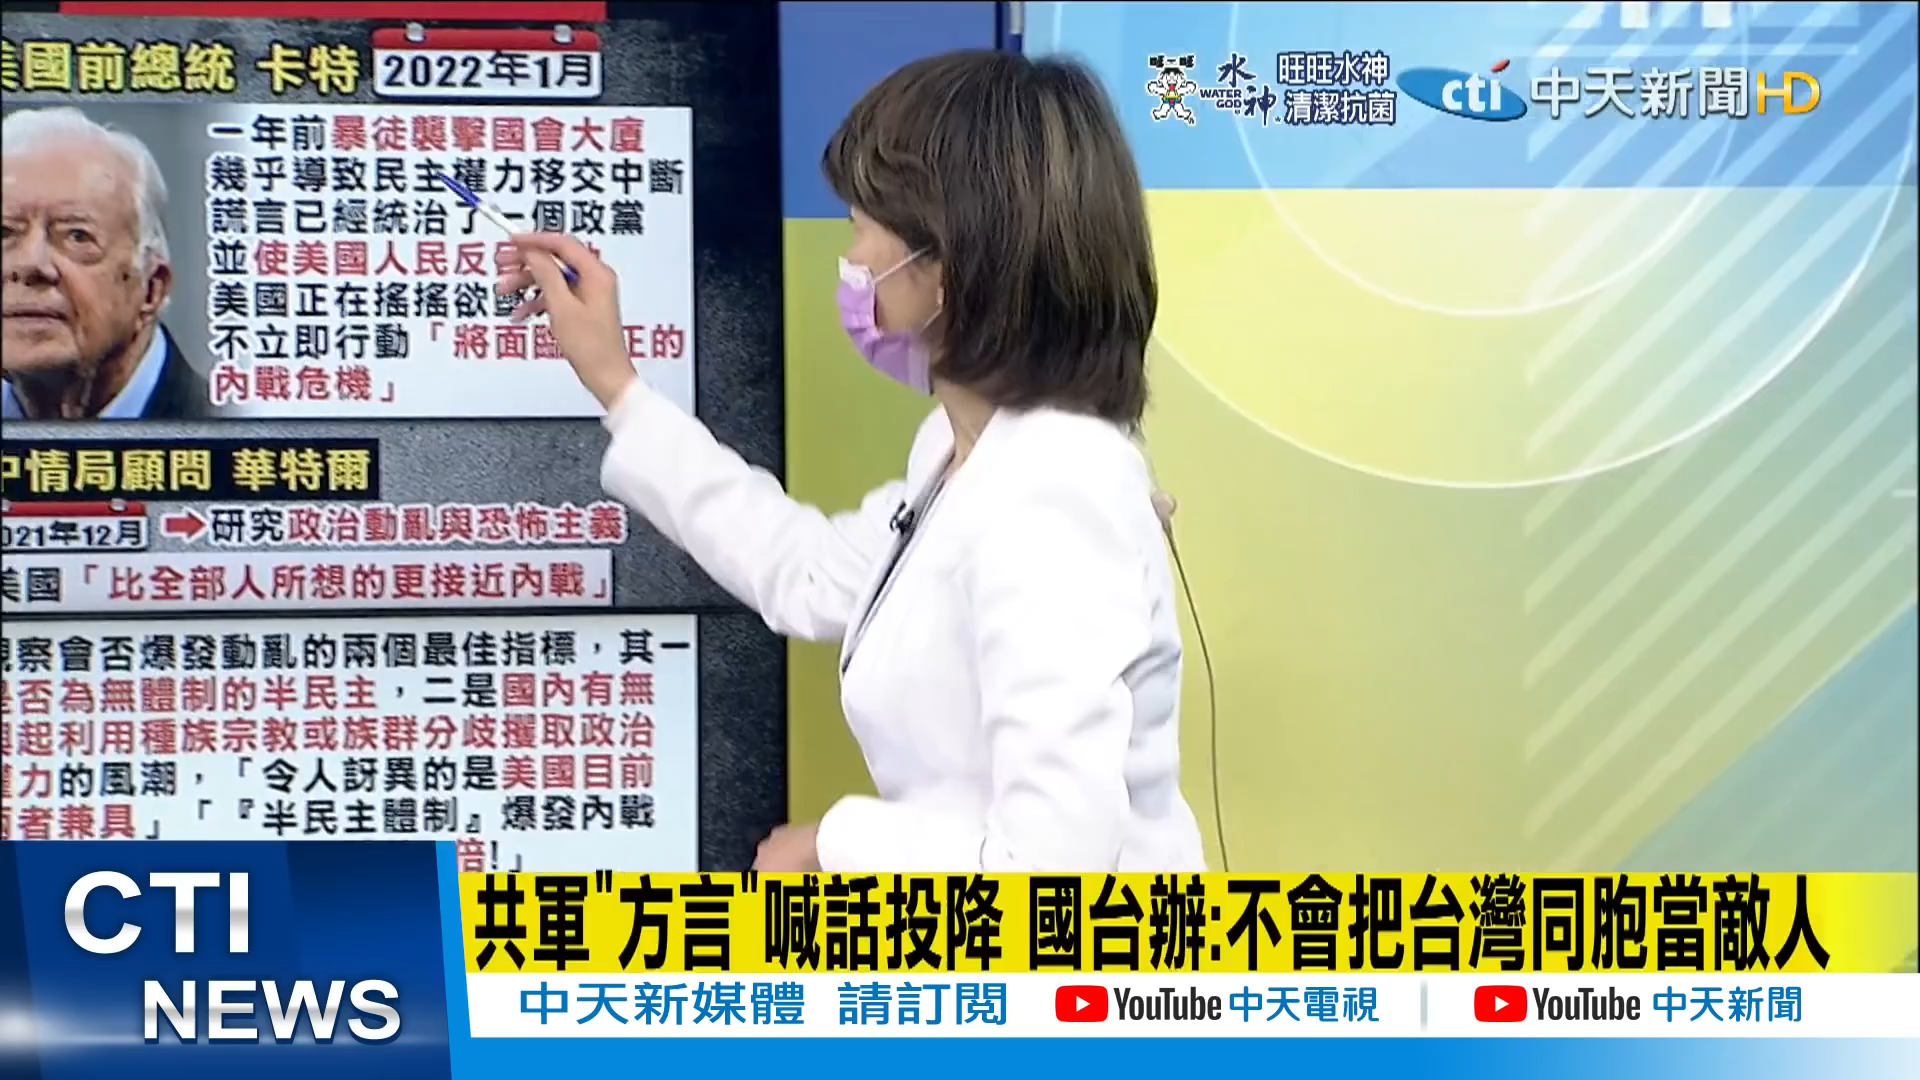 國前總統 卡特 2022年1月
一年前暴徒襲擊國會大廈
幾乎導致民主權力移交中斷
謊言已經統治了一個政黨
並使美國人民反
美國正在搖搖欲
不立即行動「將面臨 正的
內戰危機」
中情局顧問 華特爾
021年12月 研究政治動亂與恐怖主義
美國「比全部人所想的更接近內戰」
觀察會否爆發動亂的兩個最佳指標，其一
是否為無體制的半民主，二是國內有無
興起利用種族宗教或族群分歧攫取政治
權力的風潮，「令人訝異的是美國目前
兩者兼具」「『半民主體制』爆發內戰
倍!」
旺旺 水神 WATER GOD 旺旺水神 清潔抗菌
cti 中天新聞HD
CTI NEWS
共軍"方言"喊話投降 國台辦:不會把台灣同胞當敵人
中天新媒體 請訂閱 YouTube 中天電視 | YouTube 中天新聞